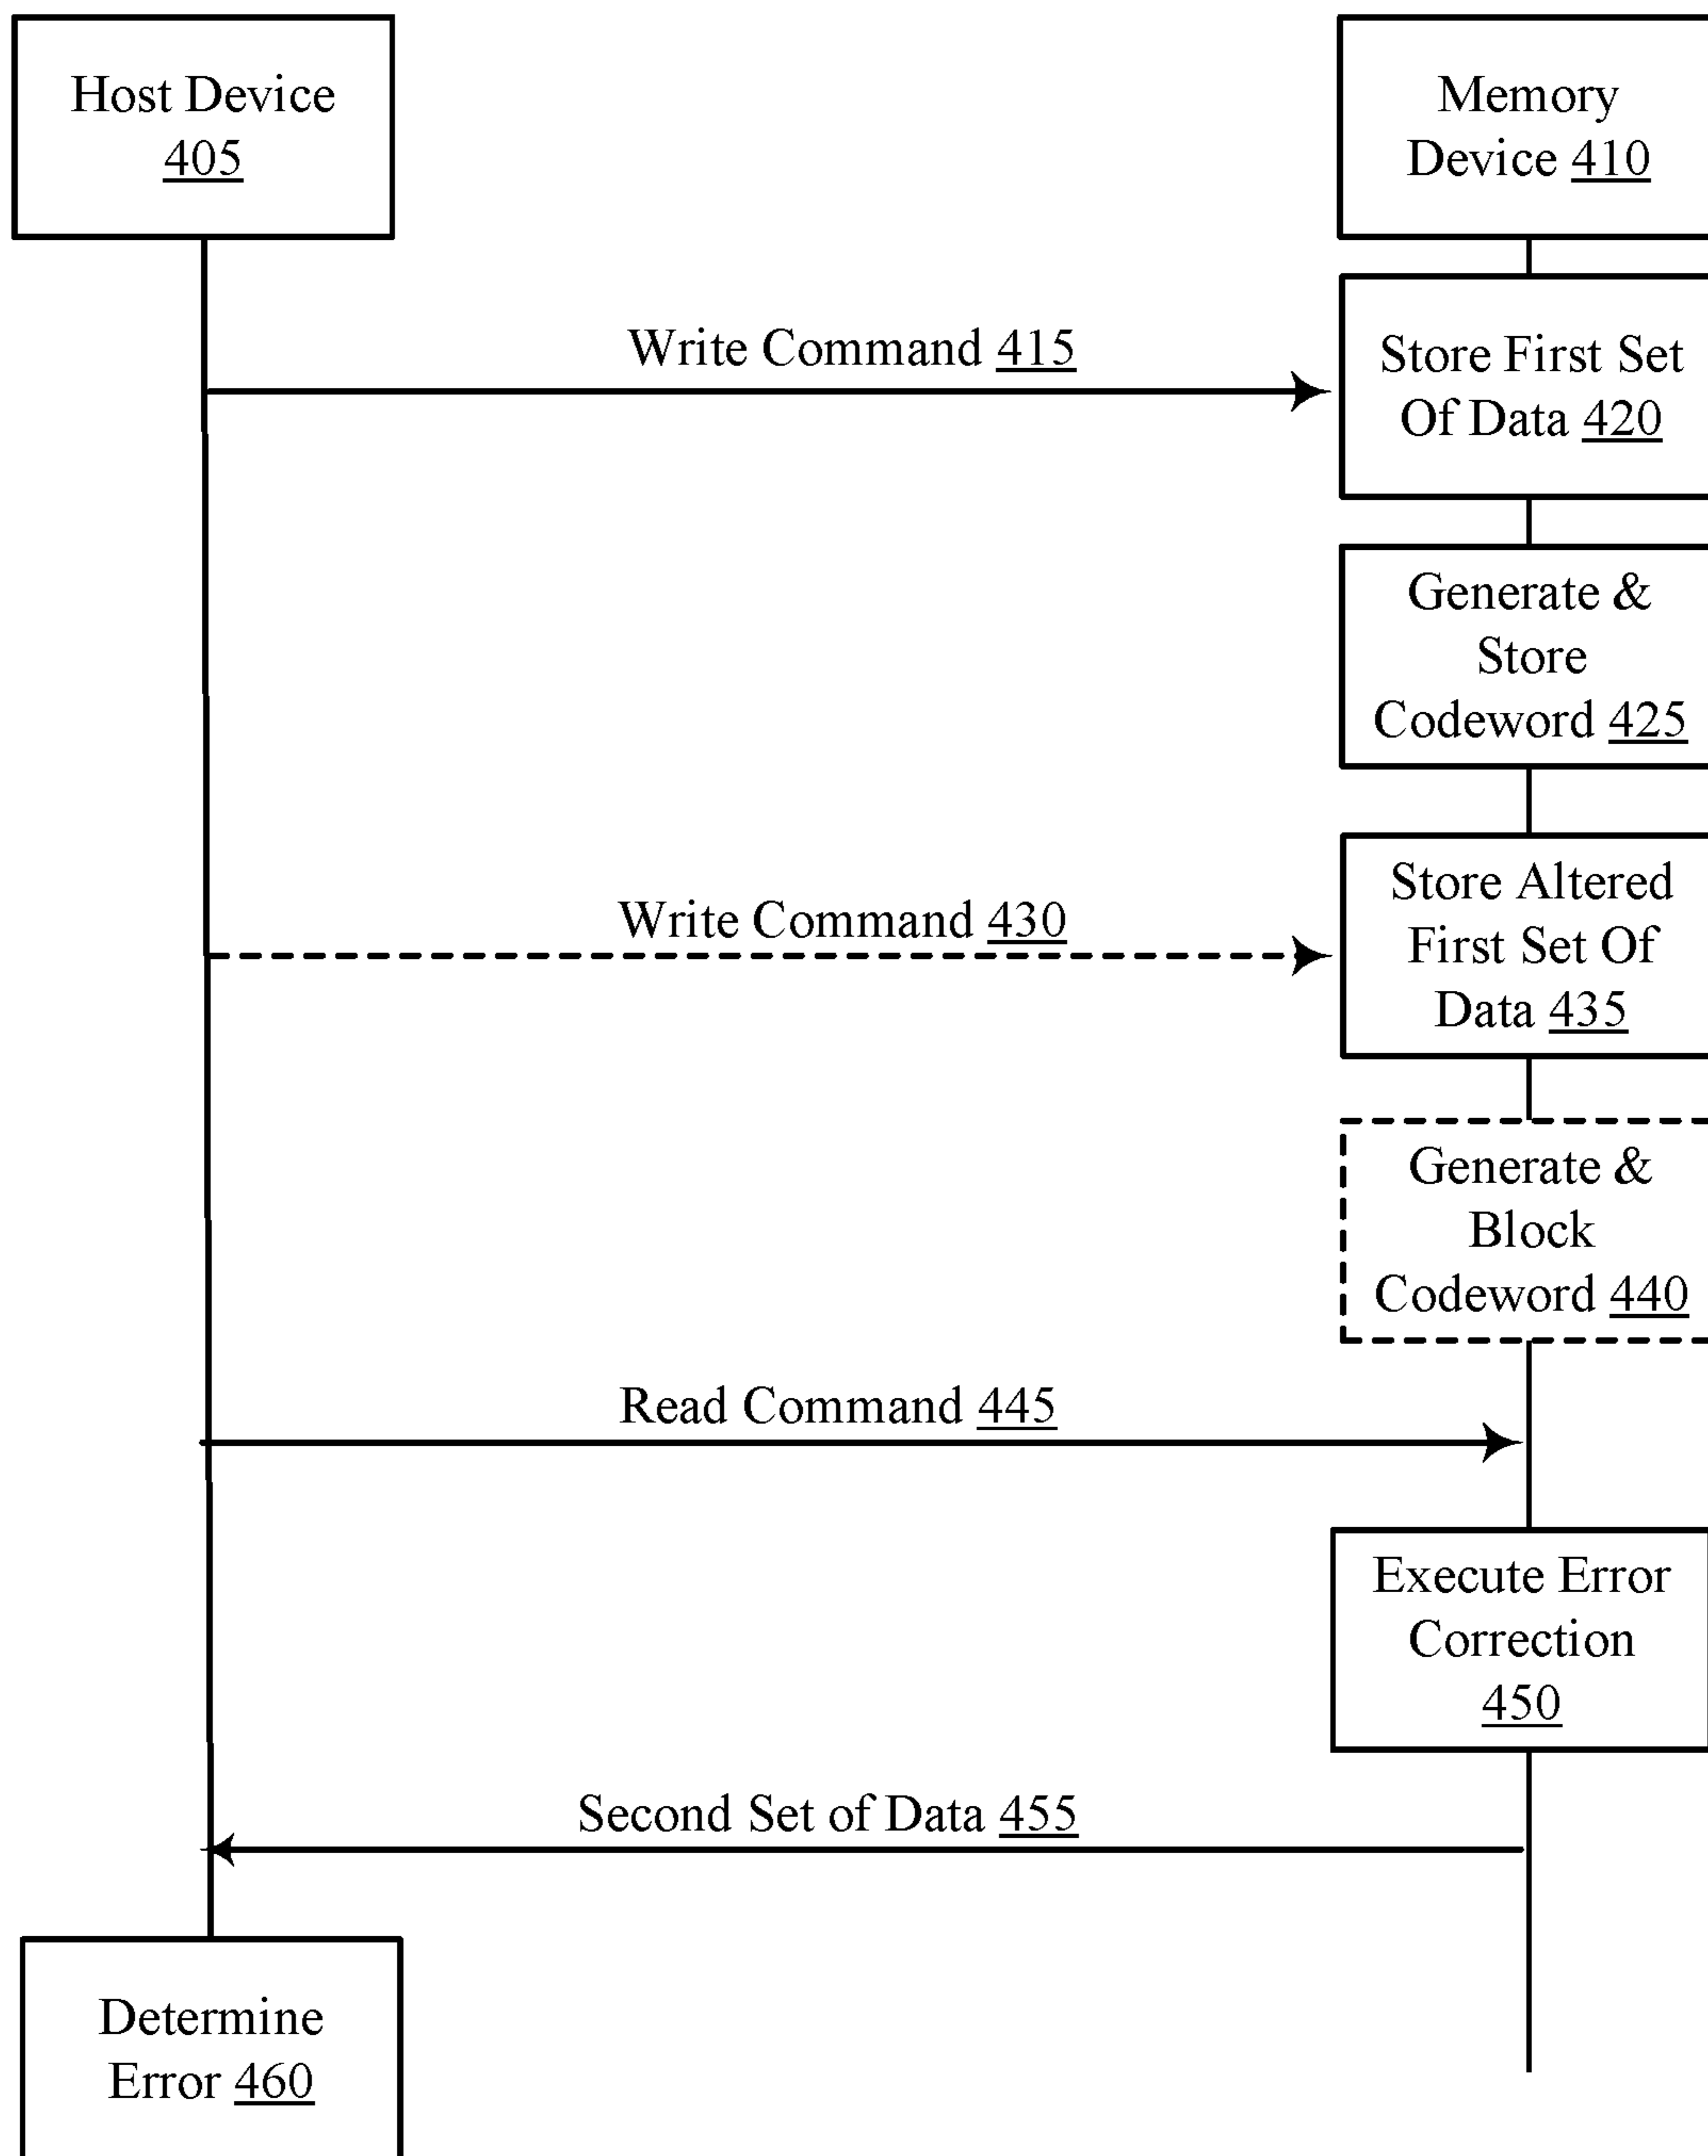 Host Device
405
Memory
Device 410
Write Command 415
Store First Set
Of Data 420
Generate &
Store
Codeword 425
Write Command 430
Store Altered
First Set Of
Data 435
Generate &
Block
Codeword 440
Read Command 445
Execute Error
Correction
450
Second Set of Data 455
Determine
Error 460